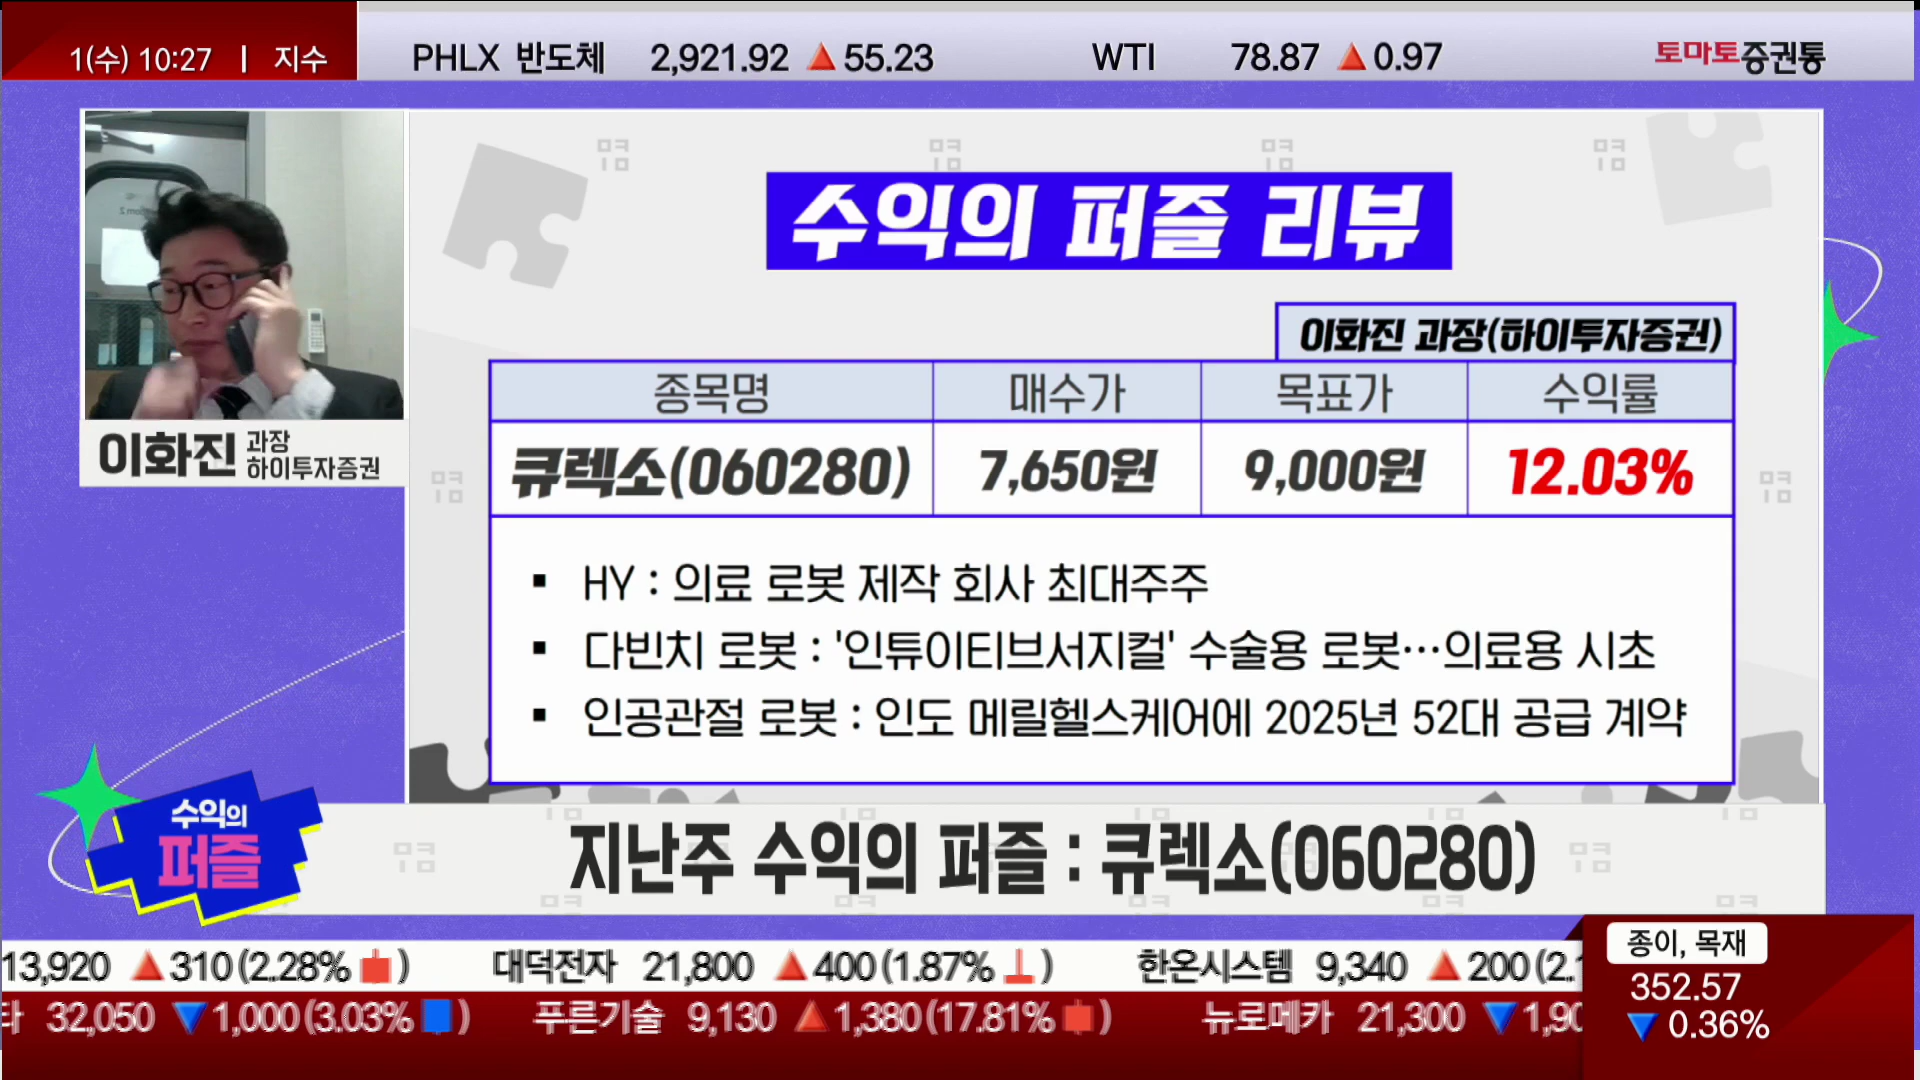 1(수) 10:27 | 지수
PHLX 반도체 2,921.92 ▲55.23
WTI 78.87 ▲0.97
토마토증권통
수익의 퍼즐 리뷰
이화진 과장(하이투자증권)
종목명 매수가 목표가 수익률
큐렉소(060280) 7,650원 9,000원 12.03%
▪ HY : 의료 로봇 제작 회사 최대주주
▪ 다빈치 로봇 : '인튜이티브서지컬' 수술용 로봇…의료용 시초
▪ 인공관절 로봇 : 인도 메릴헬스케어에 2025년 52대 공급 계약
이화진 과장
하이투자증권
수익의
퍼즐
지난주 수익의 퍼즐 : 큐렉소(060280)
13,920 ▲310(2.28%) 대덕전자 21,800 ▲400(1.87%) 한온시스템 9,340 ▲200(2.1
타 32,050 ▼1,000(3.03%) 푸른기술 9,130 ▲1,380(17.81%) 뉴로메카 21,300 ▼1,90
종이, 목재
352.57
▼0.36%